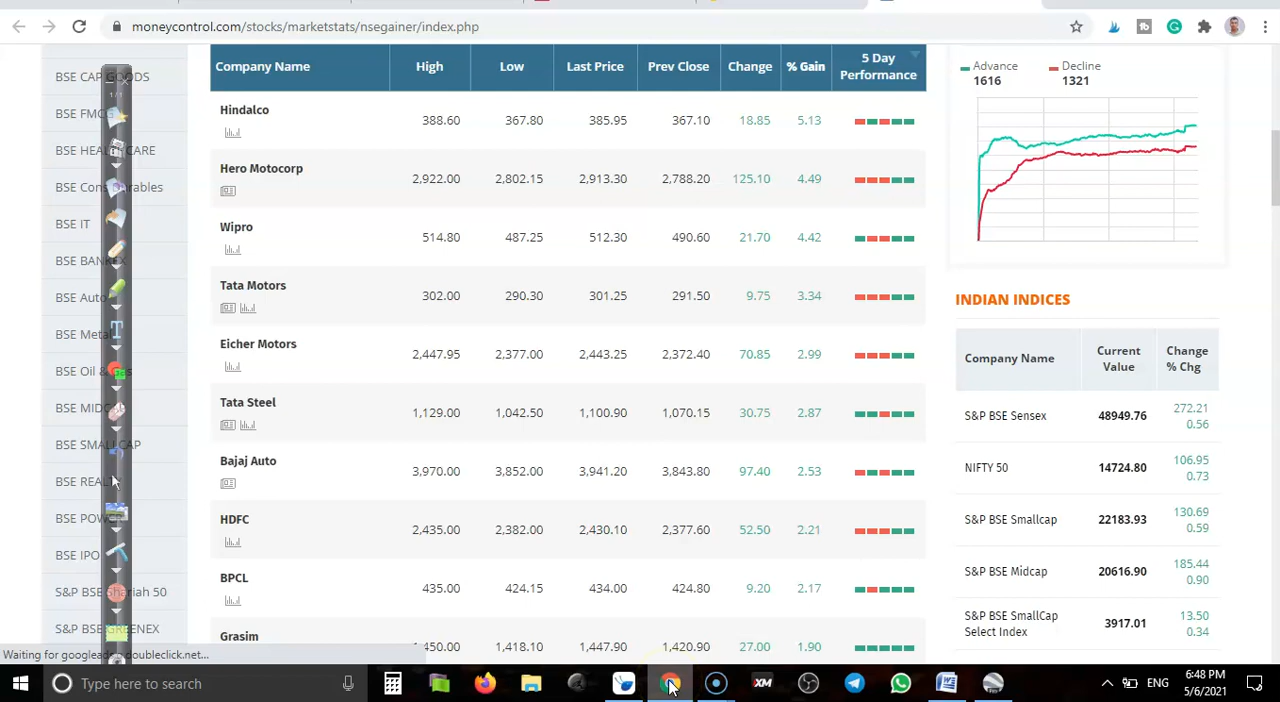 moneycontrol.com/stocks/marketstats/nsegainer/index.php
BSE CAP GOODS
BSE FMCG
BSE HEALTHCARE
BSE Cons Durables
BSE IT
BSE BANKEX
BSE Auto
BSE Metal
BSE Oil & Gas
BSE MIDCAP
BSE SMALLCAP
BSE REALTY
BSE POWER
BSE IPO
S&P BSE Shariah 50
S&P BSE GREENEX
1/1
Company Name High Low Last Price Prev Close Change % Gain 5 Day Performance
Hindalco 388.60 367.80 385.95 367.10 18.85 5.13
Hero Motocorp 2,922.00 2,802.15 2,913.30 2,788.20 125.10 4.49
Wipro 514.80 487.25 512.30 490.60 21.70 4.42
Tata Motors 302.00 290.30 301.25 291.50 9.75 3.34
Eicher Motors 2,447.95 2,377.00 2,443.25 2,372.40 70.85 2.99
Tata Steel 1,129.00 1,042.50 1,100.90 1,070.15 30.75 2.87
Bajaj Auto 3,970.00 3,852.00 3,941.20 3,843.80 97.40 2.53
HDFC 2,435.00 2,382.00 2,430.10 2,377.60 52.50 2.21
BPCL 435.00 424.15 434.00 424.80 9.20 2.17
Grasim 450.00 1,418.10 1,447.90 1,420.90 27.00 1.90
Advance Decline
1616 1321
INDIAN INDICES
Company Name Current Value Change % Chg
S&P BSE Sensex 48949.76 272.21 0.56
NIFTY 50 14724.80 106.95 0.73
S&P BSE Smallcap 22183.93 130.69 0.59
S&P BSE Midcap 20616.90 185.44 0.90
S&P BSE SmallCap Select Index 3917.01 13.50 0.34
Type here to search
XM
ENG
6:48 PM
5/6/2021